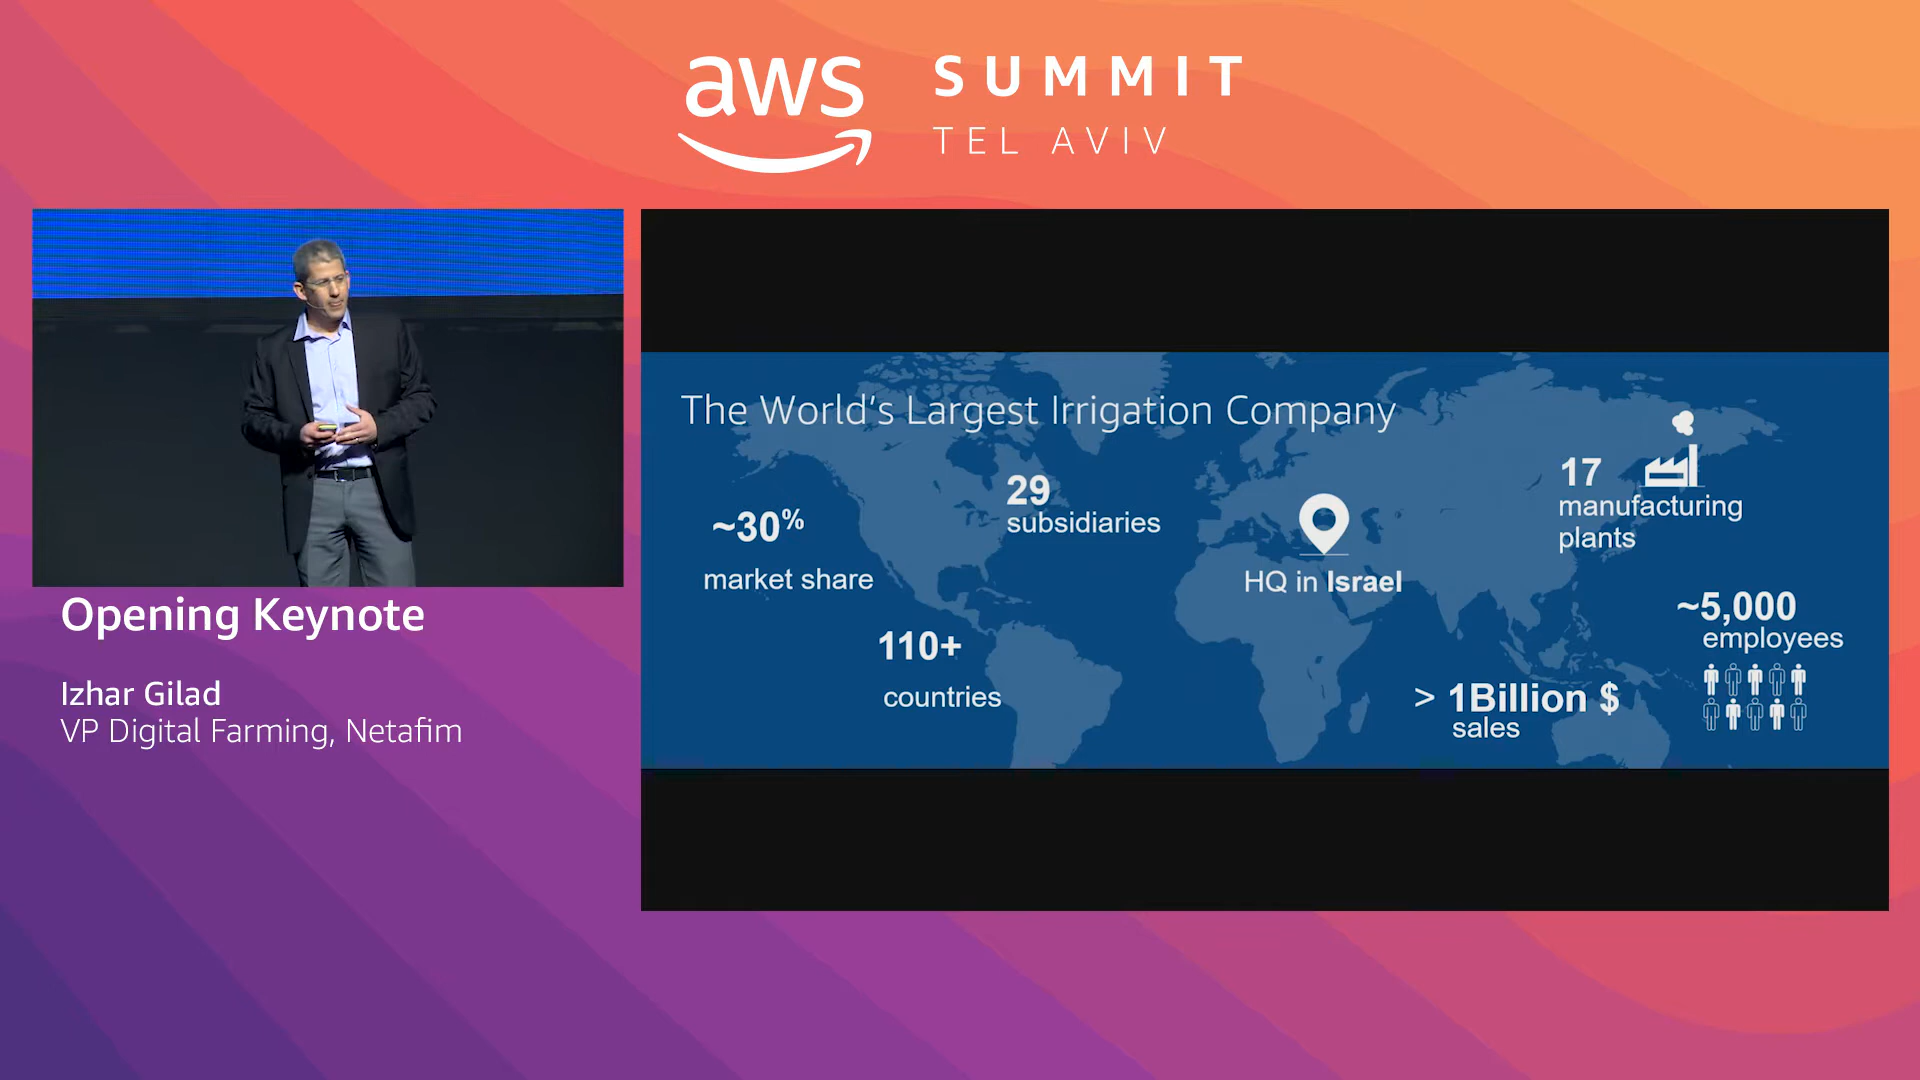 aws
SUMMIT
TEL AVIV
Opening Keynote
Izhar Gilad
VP Digital Farming, Netafim
The World's Largest Irrigation Company
~30%
market share
29
subsidiaries
110+
countries
HQ in Israel
17
manufacturing
plants
~5,000
employees
> 1Billion $
sales